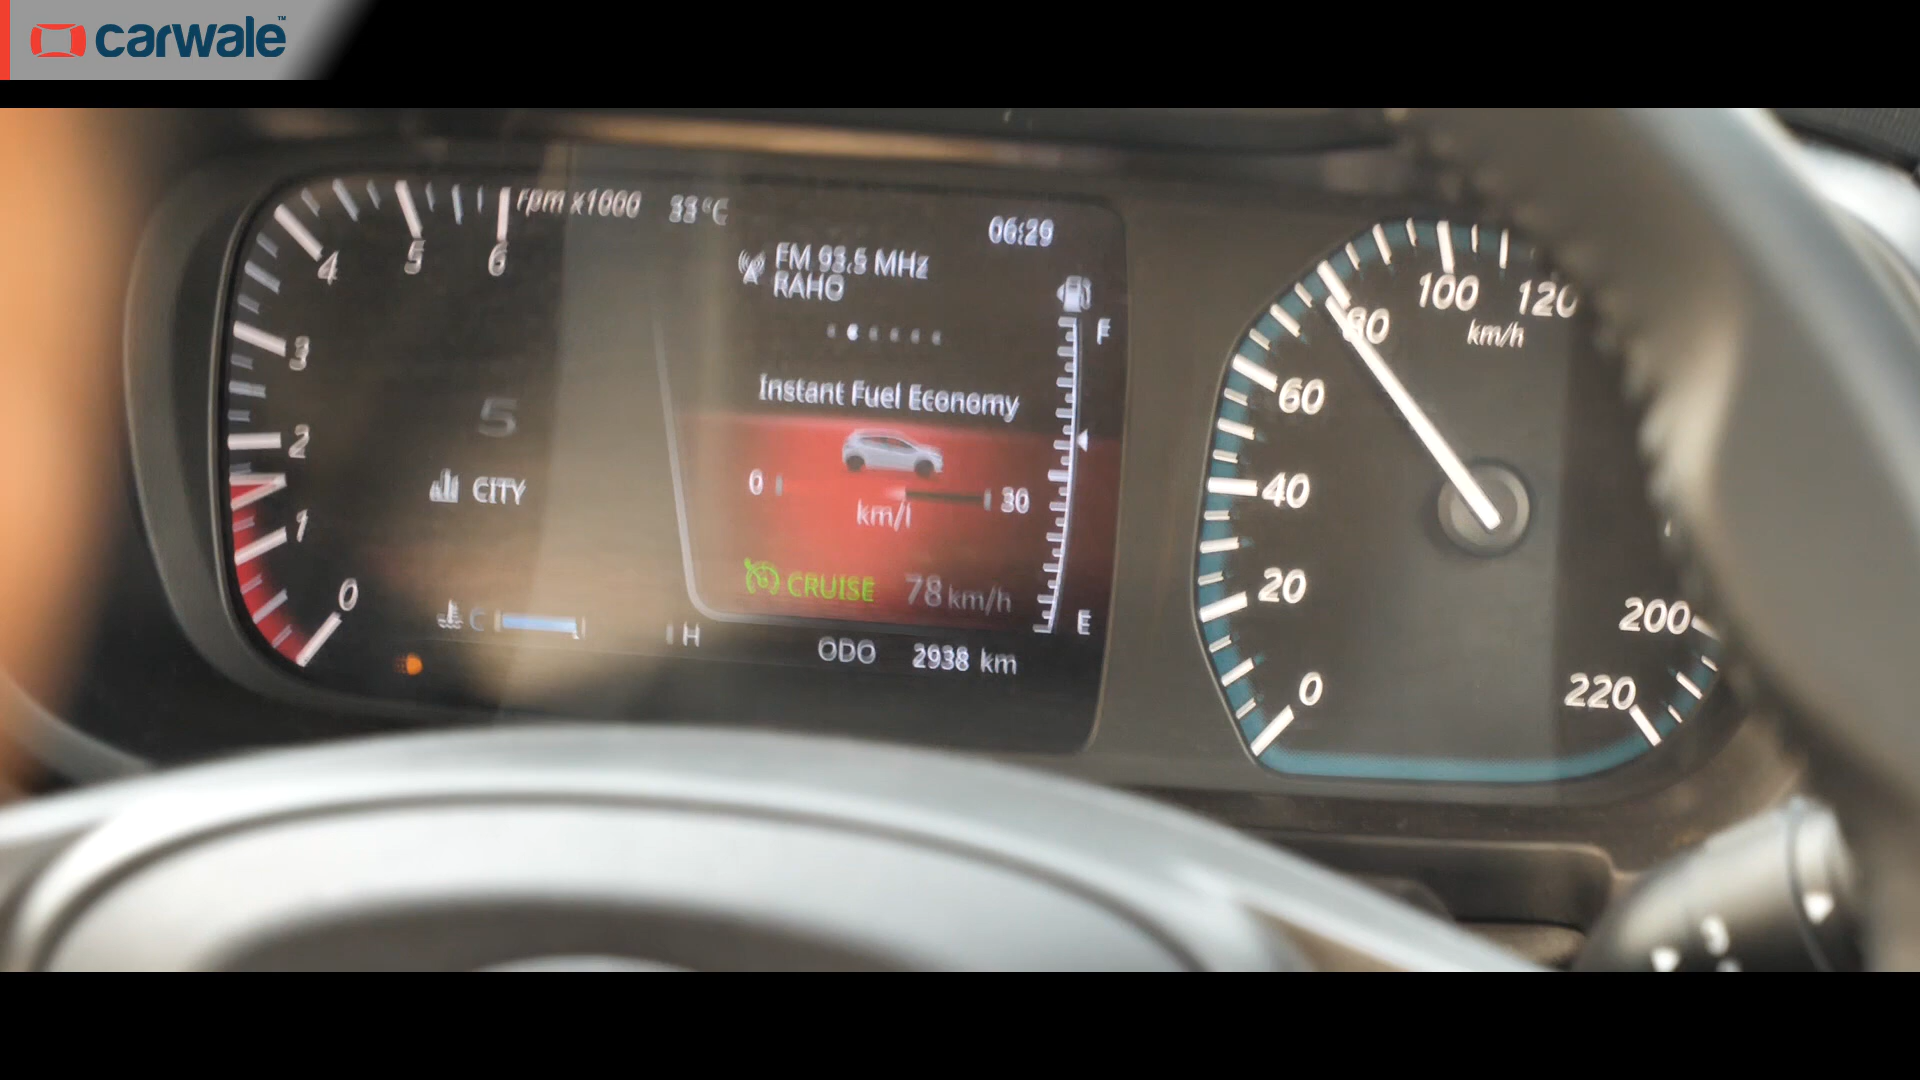 carwale™
rpm x1000
33°C
06:29
FM 93.5 MHz
RAHO
Instant Fuel Economy
0
30
km/l
CRUISE 78 km/h
ODO 2938 km
F
E
6
5
4
3
2
1
0
5
CITY
C
H
0
20
40
60
80
100
120
km/h
200
220